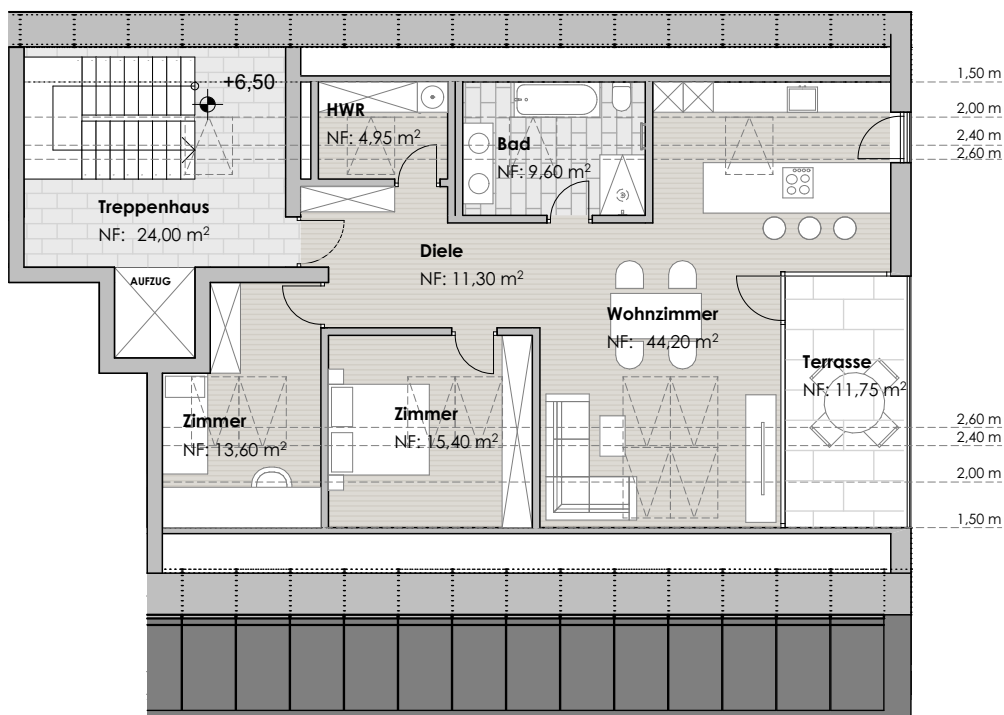 +6,50
1,50 m
2,00 m
2,40 m
2,60 m
HWR
NF: 4,95 m²
Bad
NF: 9,60 m²
Treppenhaus
NF: 24,00 m²
Diele
NF: 11,30 m²
AUFZUG
Wohnzimmer
NF: 44,20 m²
Terrasse
NF: 11,75 m²
Zimmer
NF: 13,60 m²
Zimmer
NF: 15,40 m²
2,60 m
2,40 m
2,00 m
1,50 m